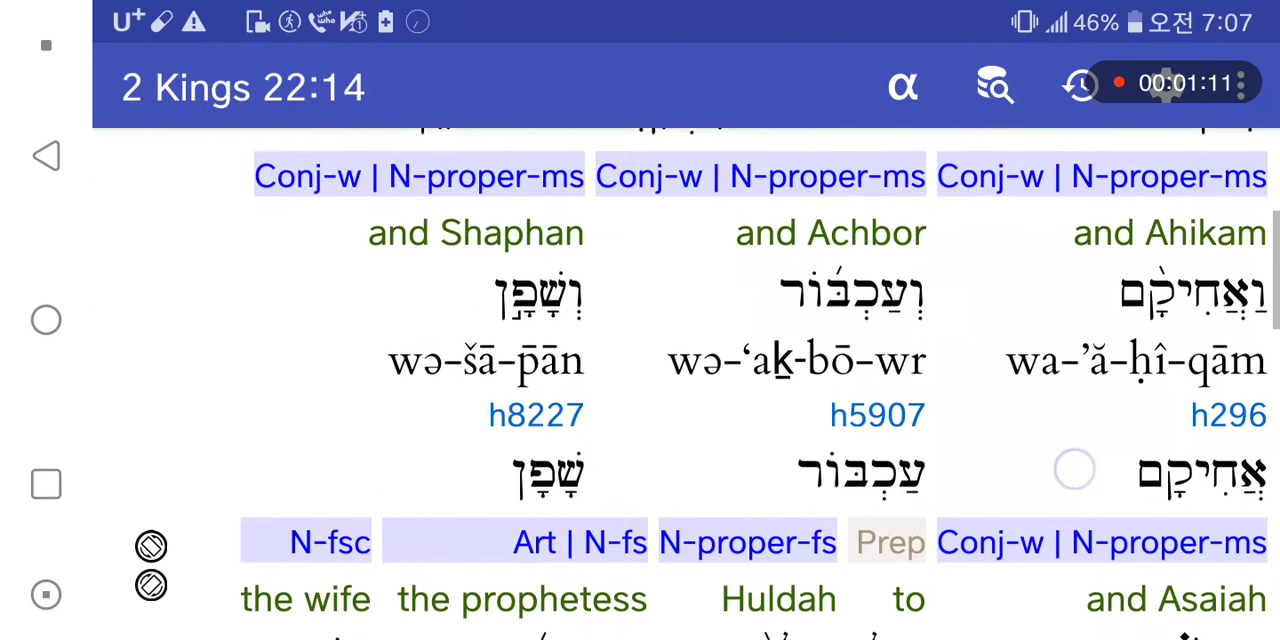 U+ 46% 오전 7:07
2 Kings 22:14 α 00:01:11
Conj-w | N-proper-ms Conj-w | N-proper-ms Conj-w | N-proper-ms
and Shaphan and Achbor and Ahikam
וַאֲחִיקָ֨ם וְעַכְבּ֜וֹר וְשָׁפָ֣ן
wə-šā-p̄ān wə-‘aḵ-bō-wr wa-’ă-ḥî-qām
h8227 h5907 h296
אֲחִיקָם עַכְבּוֹר שָׁפָן
N-fsc Art | N-fs N-proper-fs Prep Conj-w | N-proper-ms
the wife the prophetess Huldah to and Asaiah